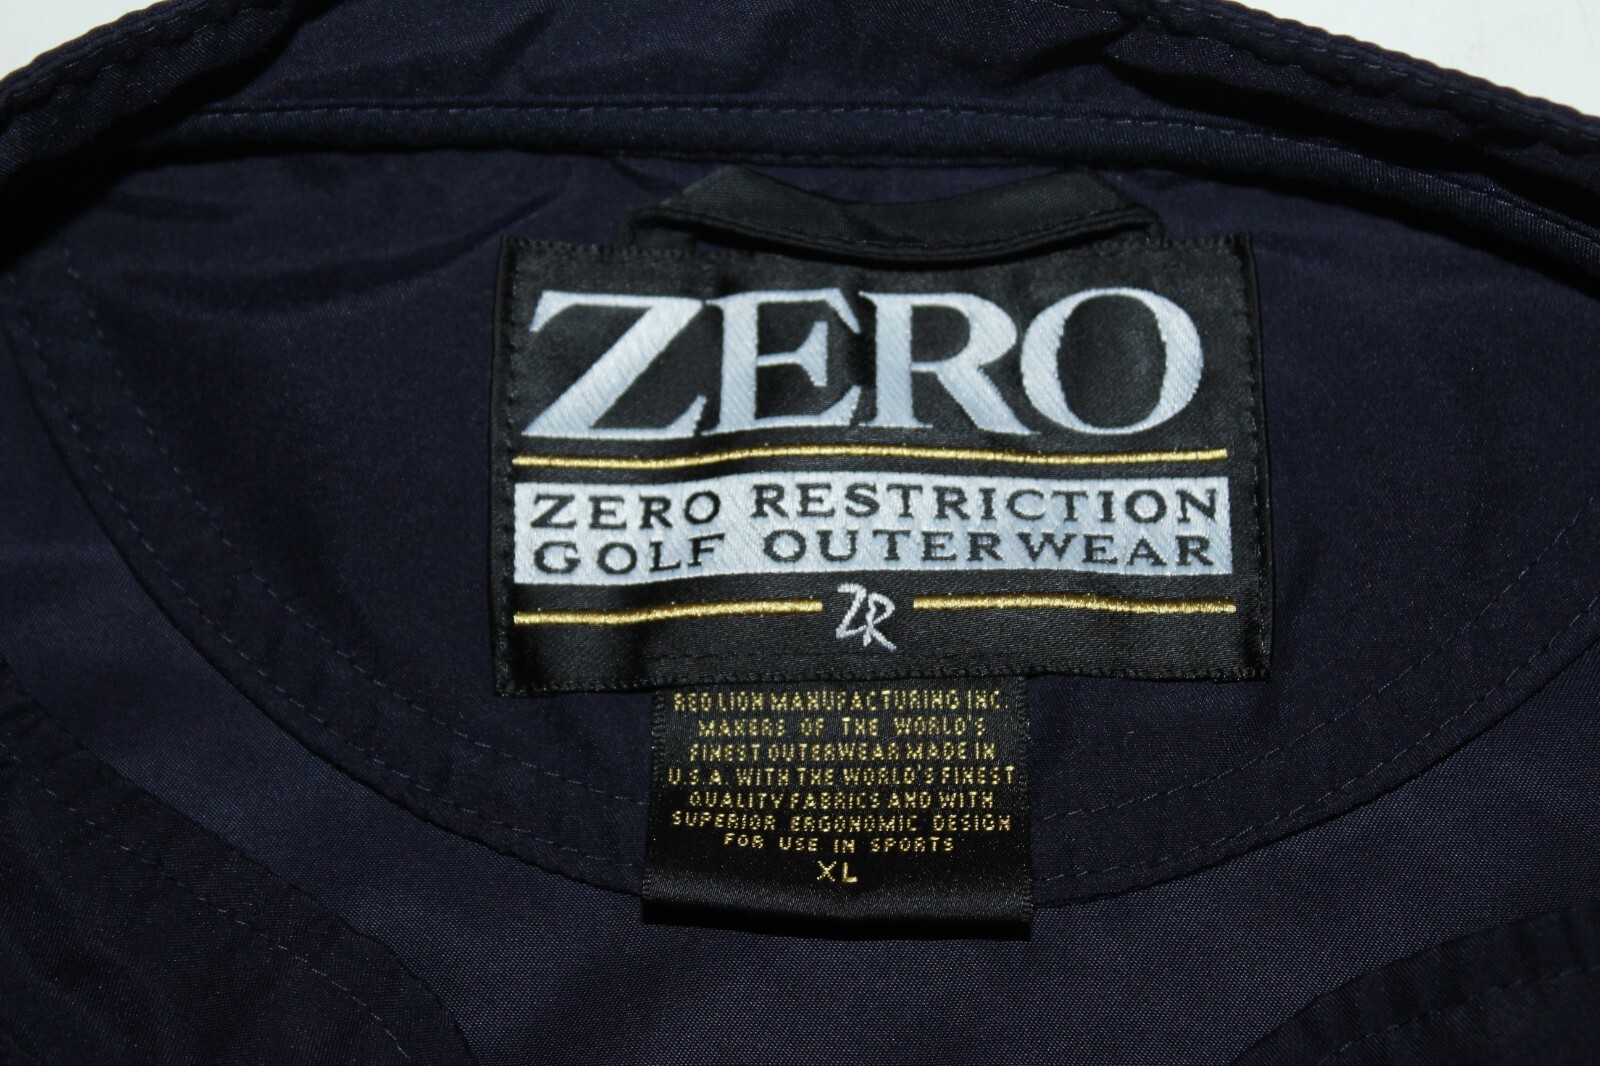 ZERO
ZERO RESTRICTION
GOLF OUTERWEAR
ZR
RED LION MANUFACTURING INC.
MAKERS OF THE WORLD'S
FINEST OUTERWEAR MADE IN
U.S.A. WITH THE WORLD'S FINEST
QUALITY FABRICS AND WITH
SUPERIOR ERGONOMIC DESIGN
FOR USE IN SPORTS
XL